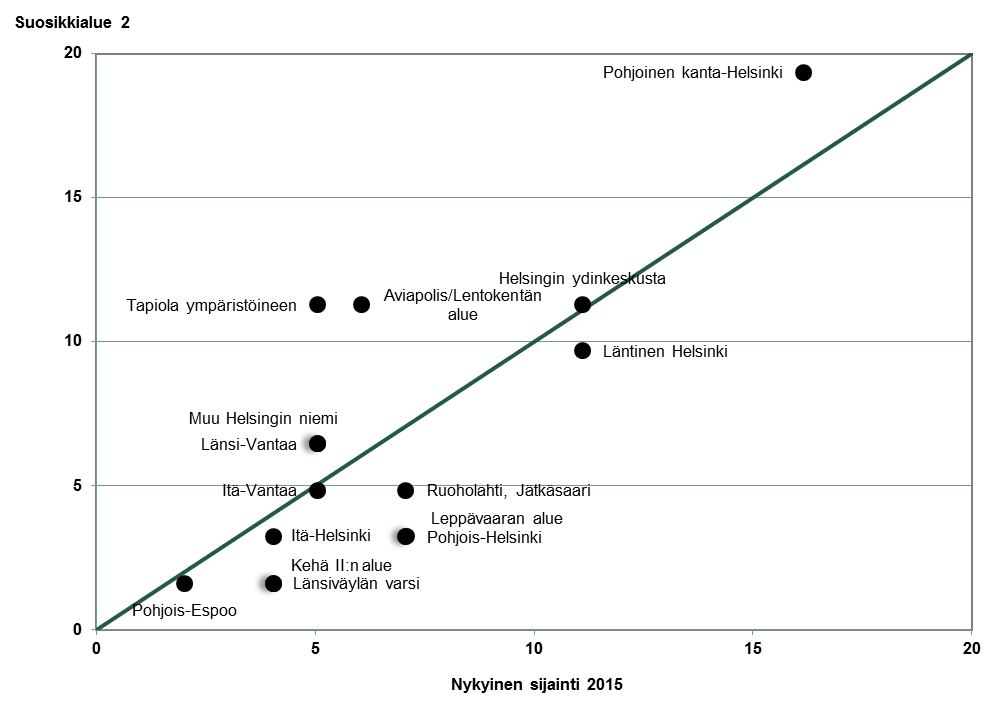 Suosikkialue 2
20
Pohjoinen kanta-Helsinki
15
Helsingin ydinkeskusta
Tapiola ympäristöineen
Aviapolis/Lentokentän
alue
10
Läntinen Helsinki
Muu Helsingin niemi
Länsi-Vantaa
5
Itä-Vantaa
Ruoholahti, Jätkäsaari
Leppävaaran alue
Itä-Helsinki
Pohjois-Helsinki
Kehä II:n alue
Länsiväylän varsi
Pohjois-Espoo
0
0 5 10 15 20
Nykyinen sijainti 2015